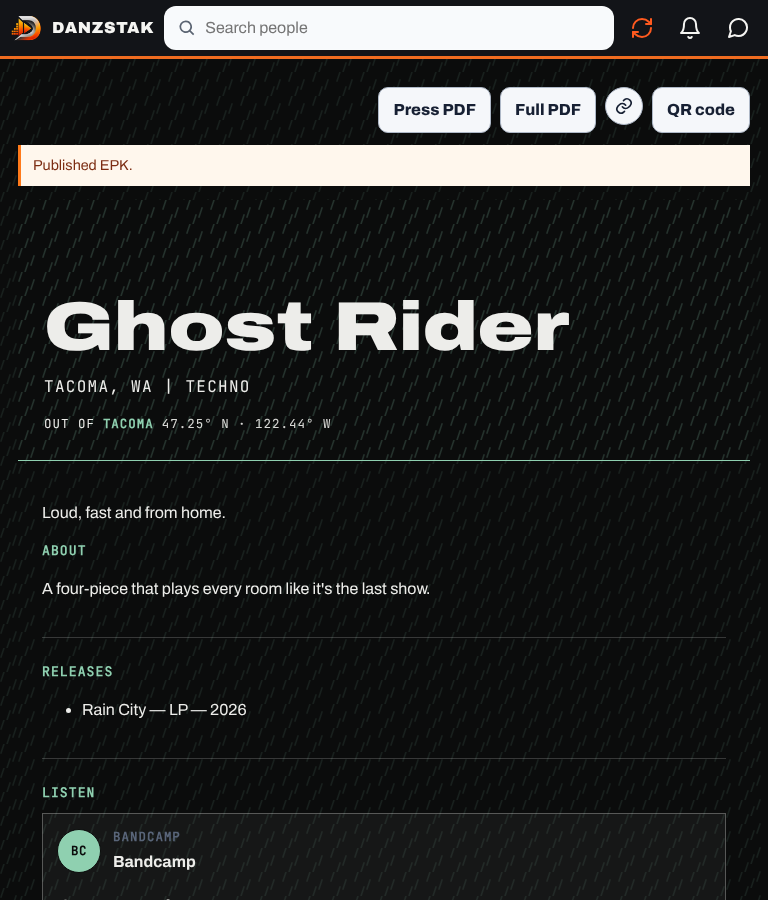 DANZSTAK
Search people
Press PDF
Full PDF
QR code
Published EPK.
Ghost Rider
TACOMA, WA | TECHNO
OUT OF TACOMA 47.25° N · 122.44° W
Loud, fast and from home.
ABOUT
A four-piece that plays every room like it's the last show.
RELEASES
• Rain City — LP — 2026
LISTEN
BC
BANDCAMP
Bandcamp